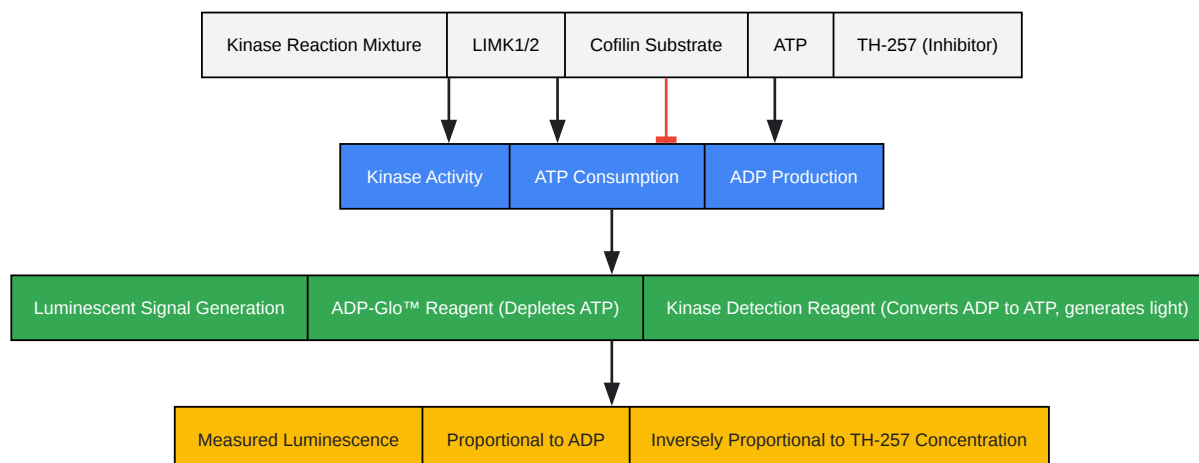 Kinase Reaction Mixture LIMK1/2 Cofilin Substrate ATP TH-257 (Inhibitor)
Kinase Activity ATP Consumption ADP Production
Luminescent Signal Generation ADP-Glo™ Reagent (Depletes ATP) Kinase Detection Reagent (Converts ADP to ATP, generates light)
Measured Luminescence Proportional to ADP Inversely Proportional to TH-257 Concentration